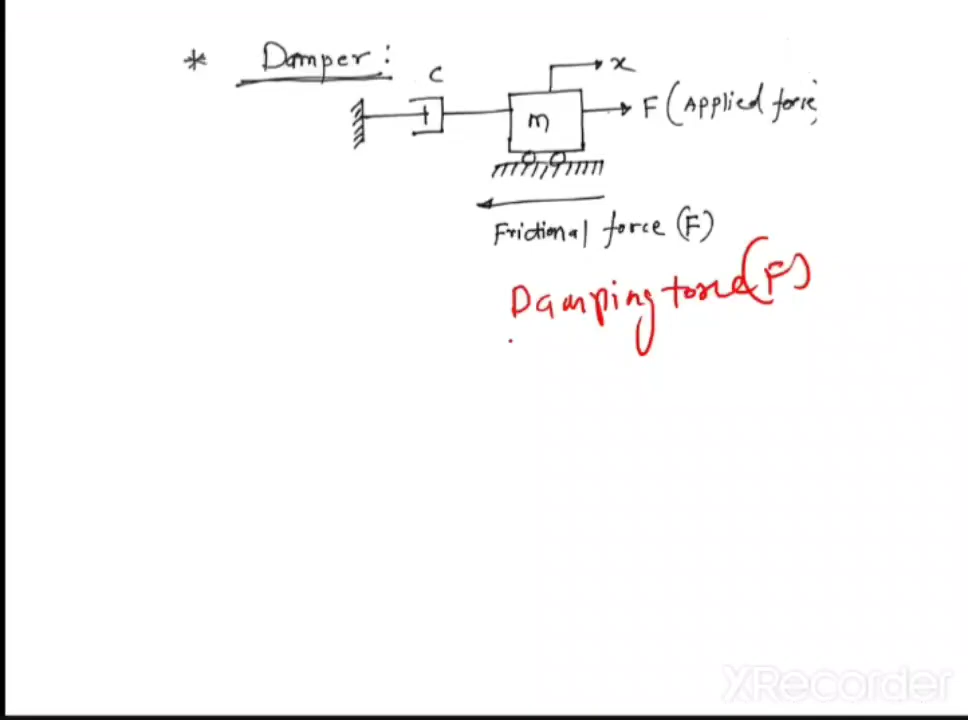 * Damper:
C
x
m
F (Applied force)
Frictional force (F)
Damping force (F)
XRecorder